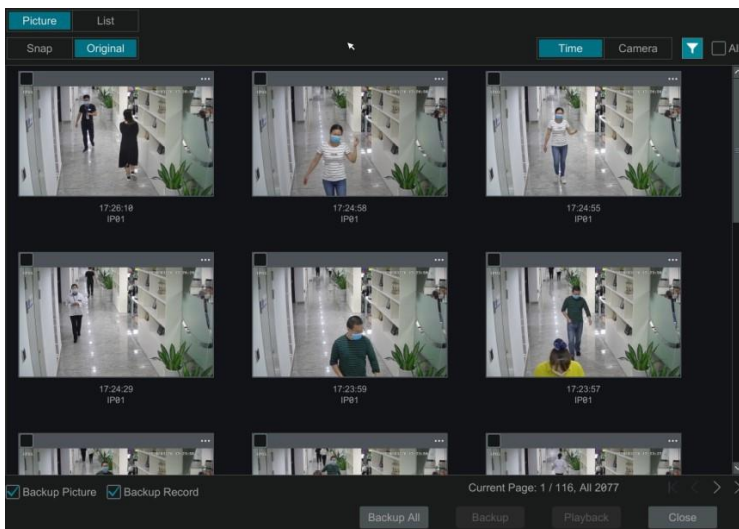 Picture List
Snap Original Time Camera Al
17:26:10 17:24:58 17:24:55
IP01 IP01 IP01
17:24:29 17:23:59 17:23:57
IP01 IP01 IP01
Backup Picture Backup Record Current Page: 1 / 116, All 2077
Backup All Backup Playback Close